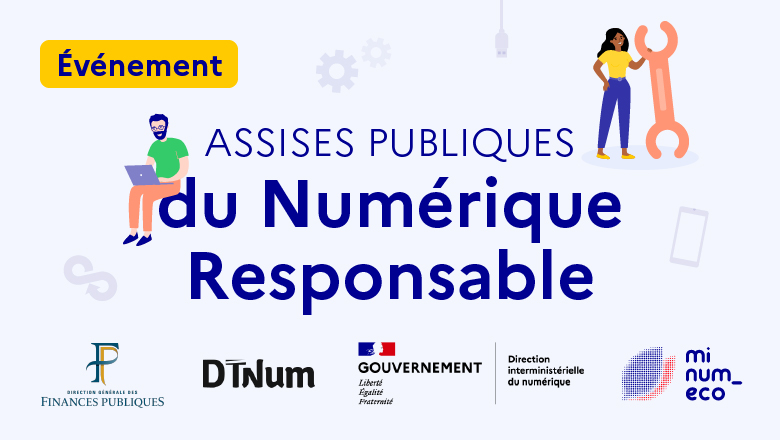 Événement
ASSISES PUBLIQUES
du Numérique
Responsable
DIRECTION GÉNÉRALE DES
FINANCES PUBLIQUES
DTNum
GOUVERNEMENT
Liberté
Égalité
Fraternité
Direction
interministérielle
du numérique
mi
num_
eco